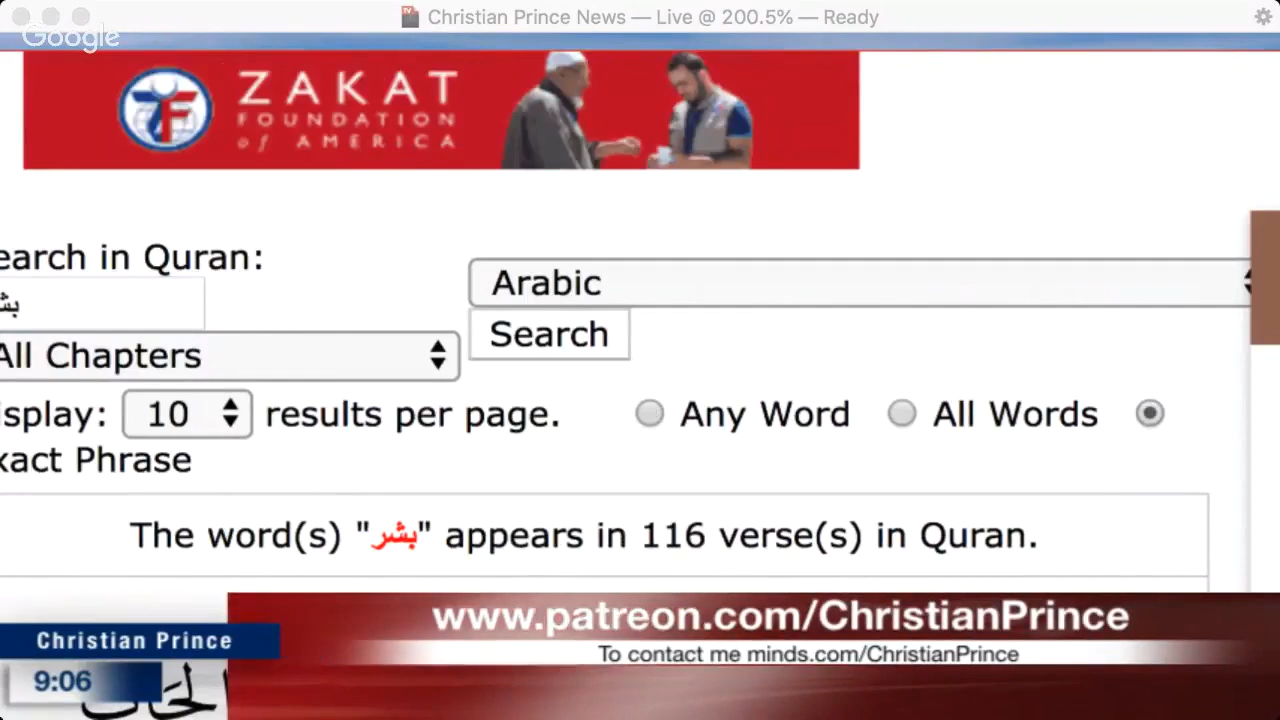 Christian Prince News — Live @ 200.5% — Ready
Google
ZAKAT
FOUNDATION
of AMERICA
earch in Quran:
Arabic
بش
Search
All Chapters
isplay: 10 results per page. Any Word All Words
xact Phrase
The word(s) "بشر" appears in 116 verse(s) in Quran.
www.patreon.com/ChristianPrince
Christian Prince
To contact me minds.com/ChristianPrince
9:06